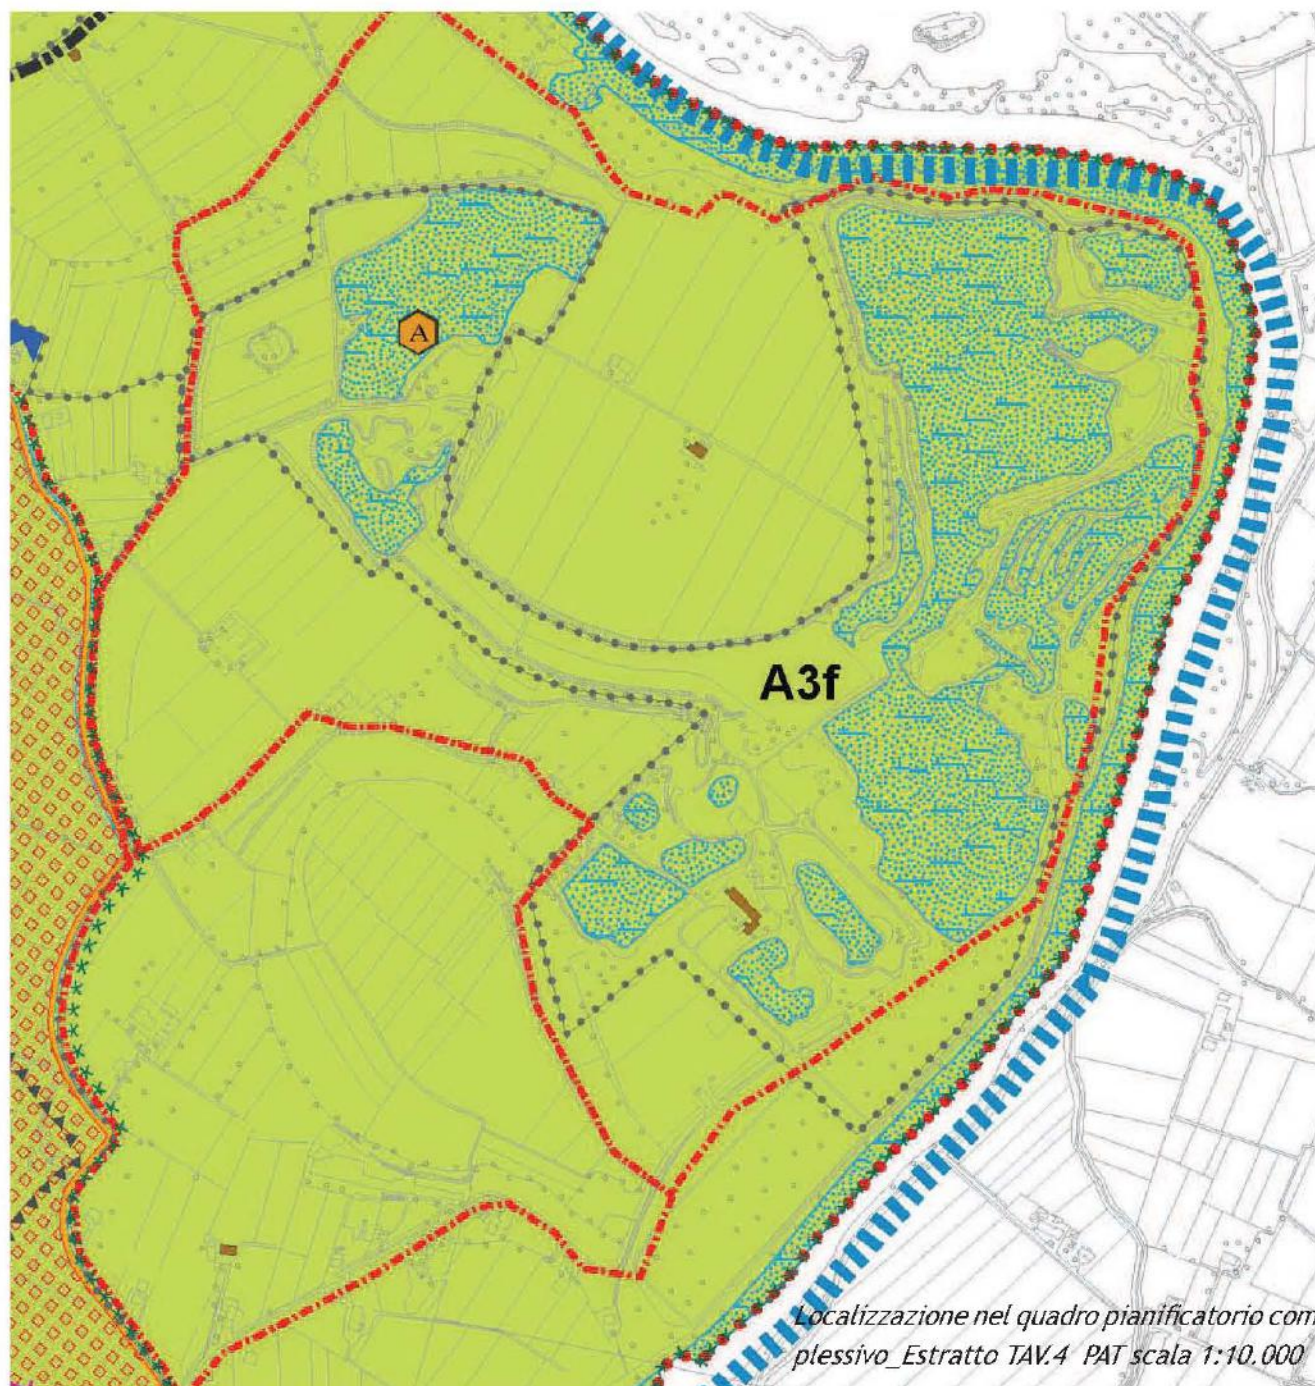 A
A3f
Localizzazione nel quadro pianificatorio com
plessivo_Estratto TAV.4 PAT scala 1:10.000